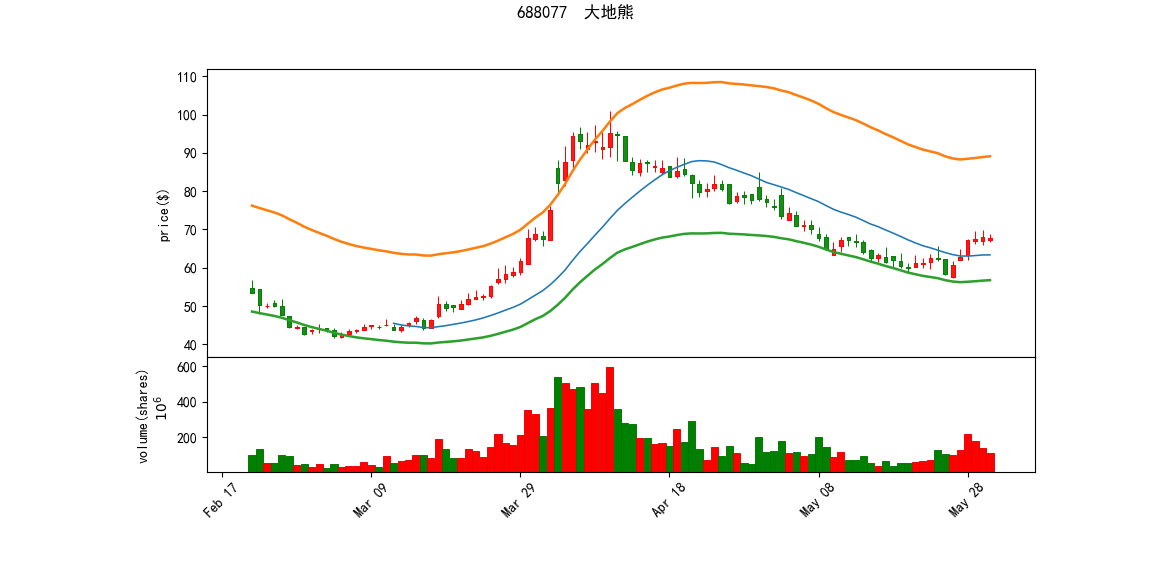 688077 大地熊
price($)
110
100
90
80
70
60
50
40
volume(shares)
10^6
600
400
200
Feb 17
Mar 09
Mar 29
Apr 18
May 08
May 28